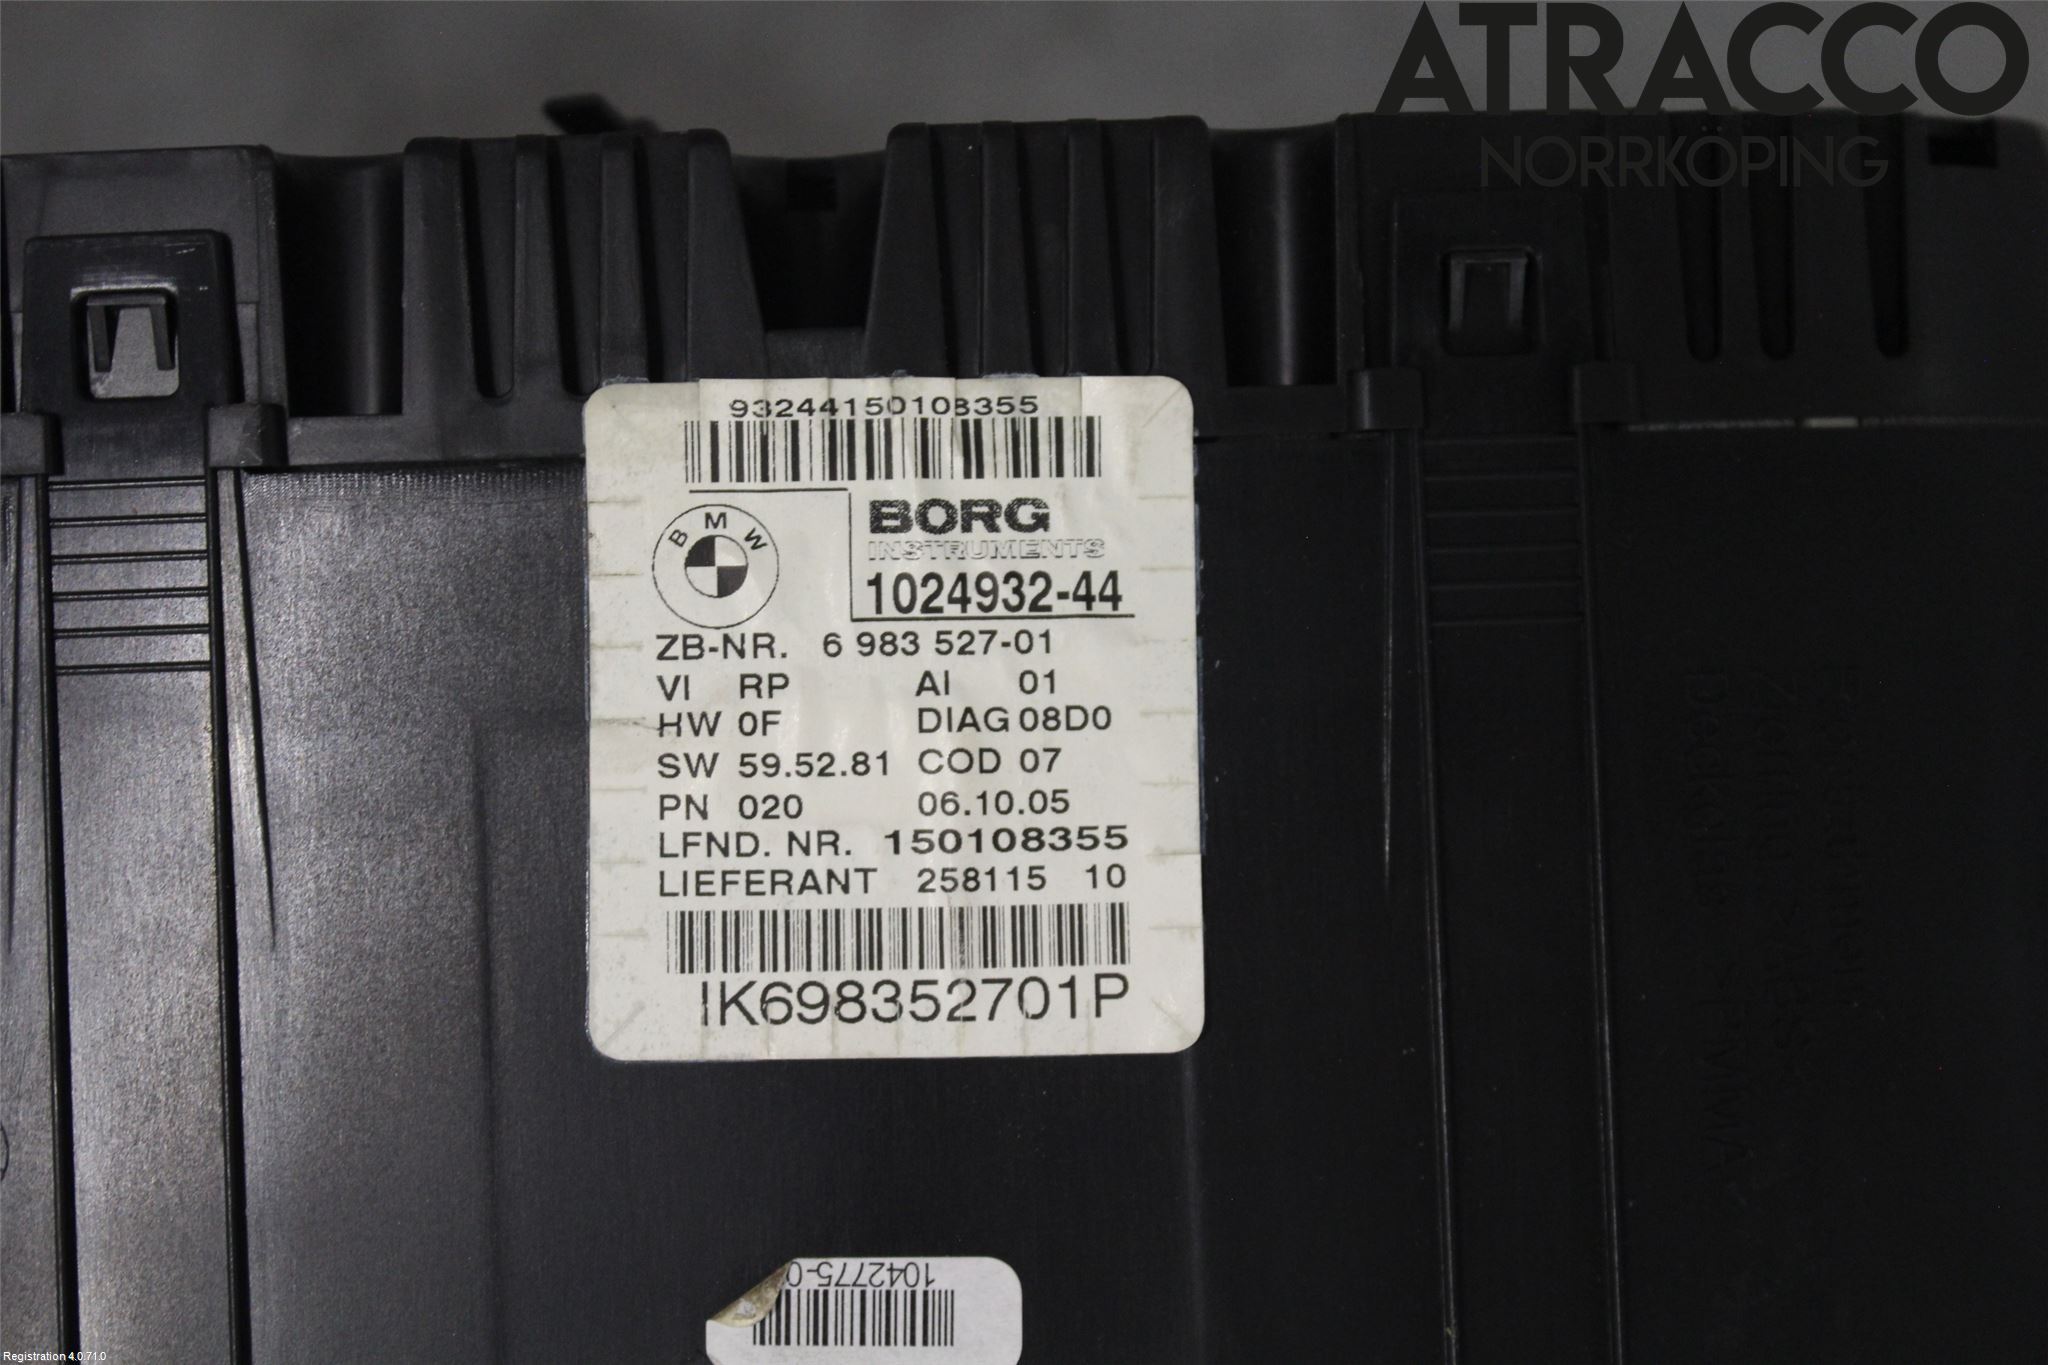 ATRACCO
NORRKÖPING
93244150108355
BMW
BORG
INSTRUMENTS
1024932-44
ZB-NR. 6 983 527-01
VI RP AI 01
HW 0F DIAG 08D0
SW 59.52.81 COD 07
PN 020 06.10.05
LFND. NR. 150108355
LIEFERANT 258115 10
IK698352701P
1042775-0
Registration 4.0.71.0